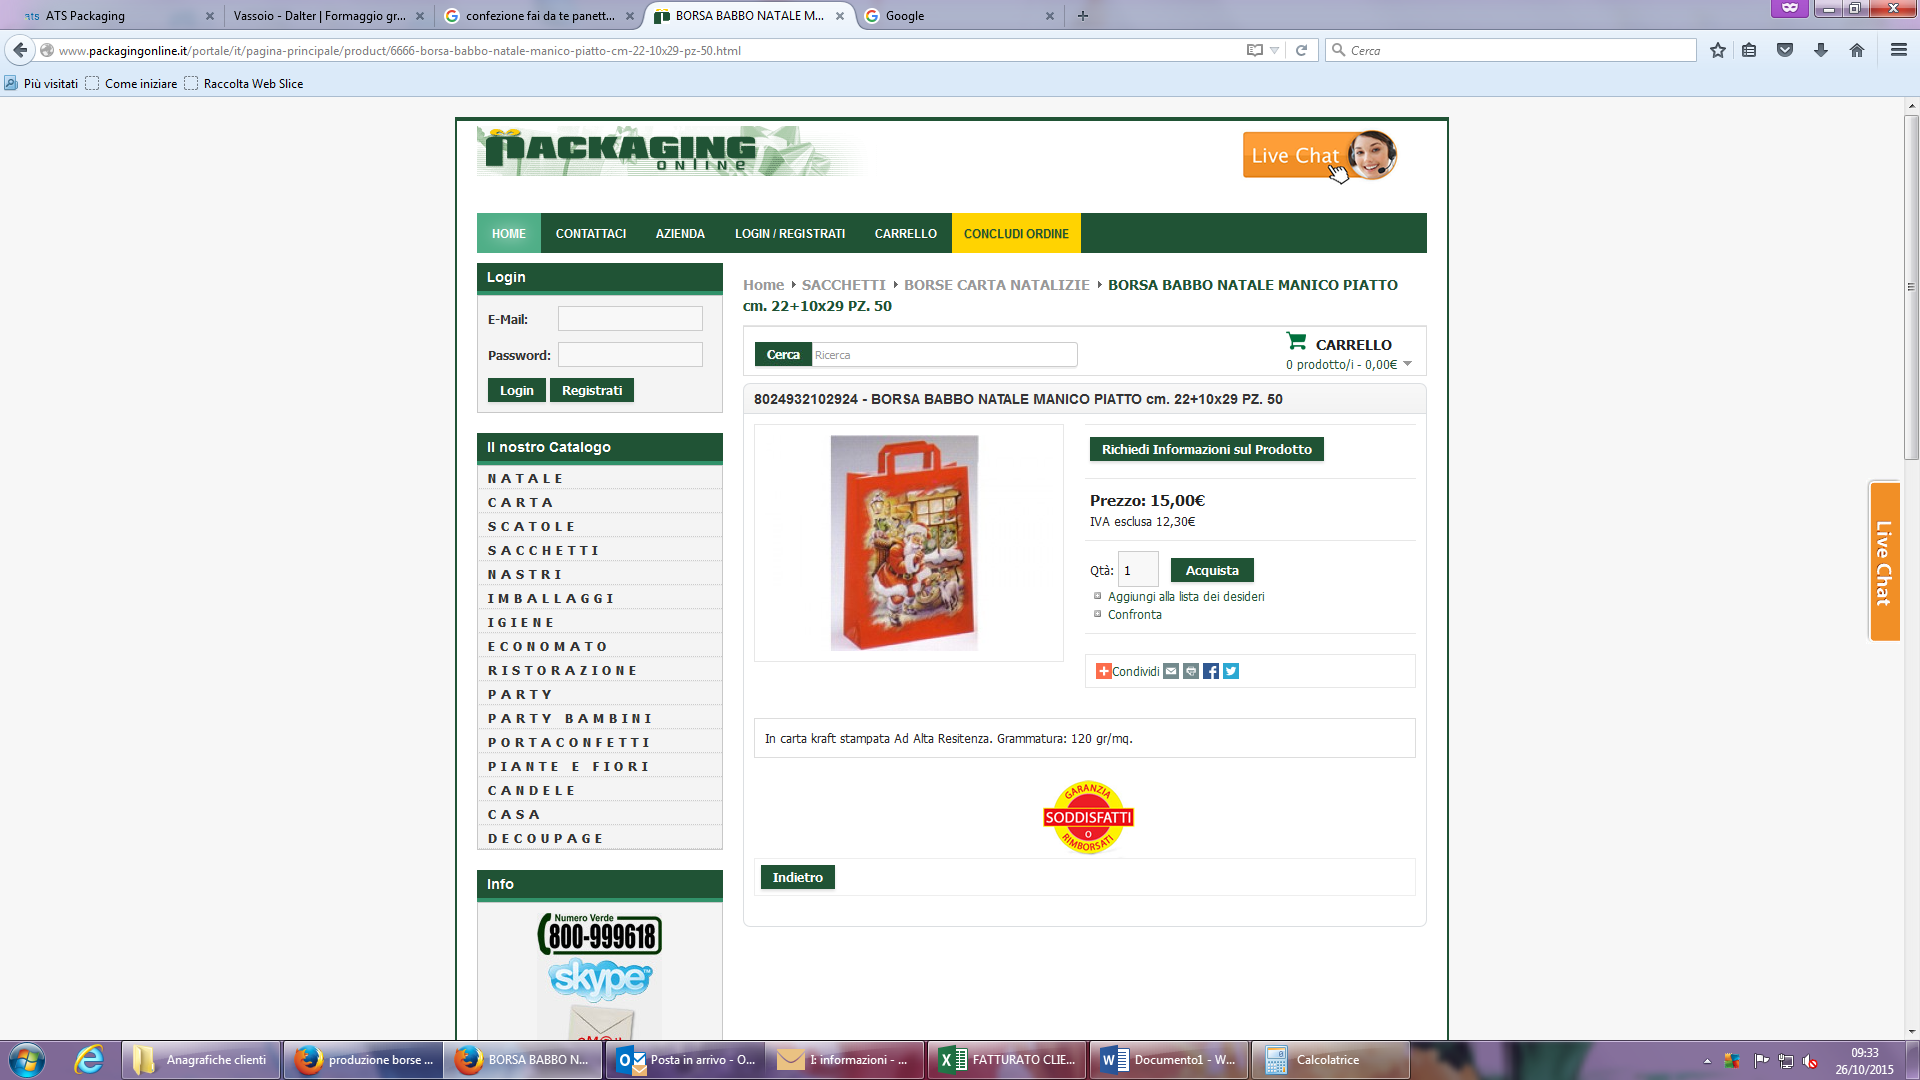 ATS Packaging
Vassoio - Dalter | Formaggio gr...
confezione fai da te panett...
BORSA BABBO NATALE M...
Google
www.packagingonline.it/portale/it/pagina-principale/product/6666-borsa-babbo-natale-manico-piatto-cm-22-10x29-pz-50.html
Cerca
Più visitati
Come iniziare
Raccolta Web Slice
PACKAGING
online
Live Chat
HOME
CONTATTACI
AZIENDA
LOGIN / REGISTRATI
CARRELLO
CONCLUDI ORDINE
Login
E-Mail:
Password:
Login
Registrati
Home SACCHETTI BORSE CARTA NATALIZIE BORSA BABBO NATALE MANICO PIATTO
cm. 22+10x29 PZ. 50
Cerca
Ricerca
CARRELLO
0 prodotto/i - 0,00€
8024932102924 - BORSA BABBO NATALE MANICO PIATTO cm. 22+10x29 PZ. 50
Richiedi Informazioni sul Prodotto
Prezzo: 15,00€
IVA esclusa 12,30€
Qtà: 1
Acquista
Aggiungi alla lista dei desideri
Confronta
Condividi
In carta kraft stampata Ad Alta Resitenza. Grammatura: 120 gr/mq.
GARANZIA
SODDISFATTI
o
RIMBORSATI
Indietro
Il nostro Catalogo
NATALE
CARTA
SCATOLE
SACCHETTI
NASTRI
IMBALLAGGI
IGIENE
ECONOMATO
RISTORAZIONE
PARTY
PARTY BAMBINI
PORTACONFETTI
PIANTE E FIORI
CANDELE
CASA
DECOUPAGE
Info
Numero Verde
800-999618
skype
Live Chat
Anagrafiche clienti
produzione borse ...
BORSA BABBO N...
Posta in arrivo - O...
I: informazioni - ...
FATTURATO CLIE...
Documento1 - W...
Calcolatrice
09:33
26/10/2015